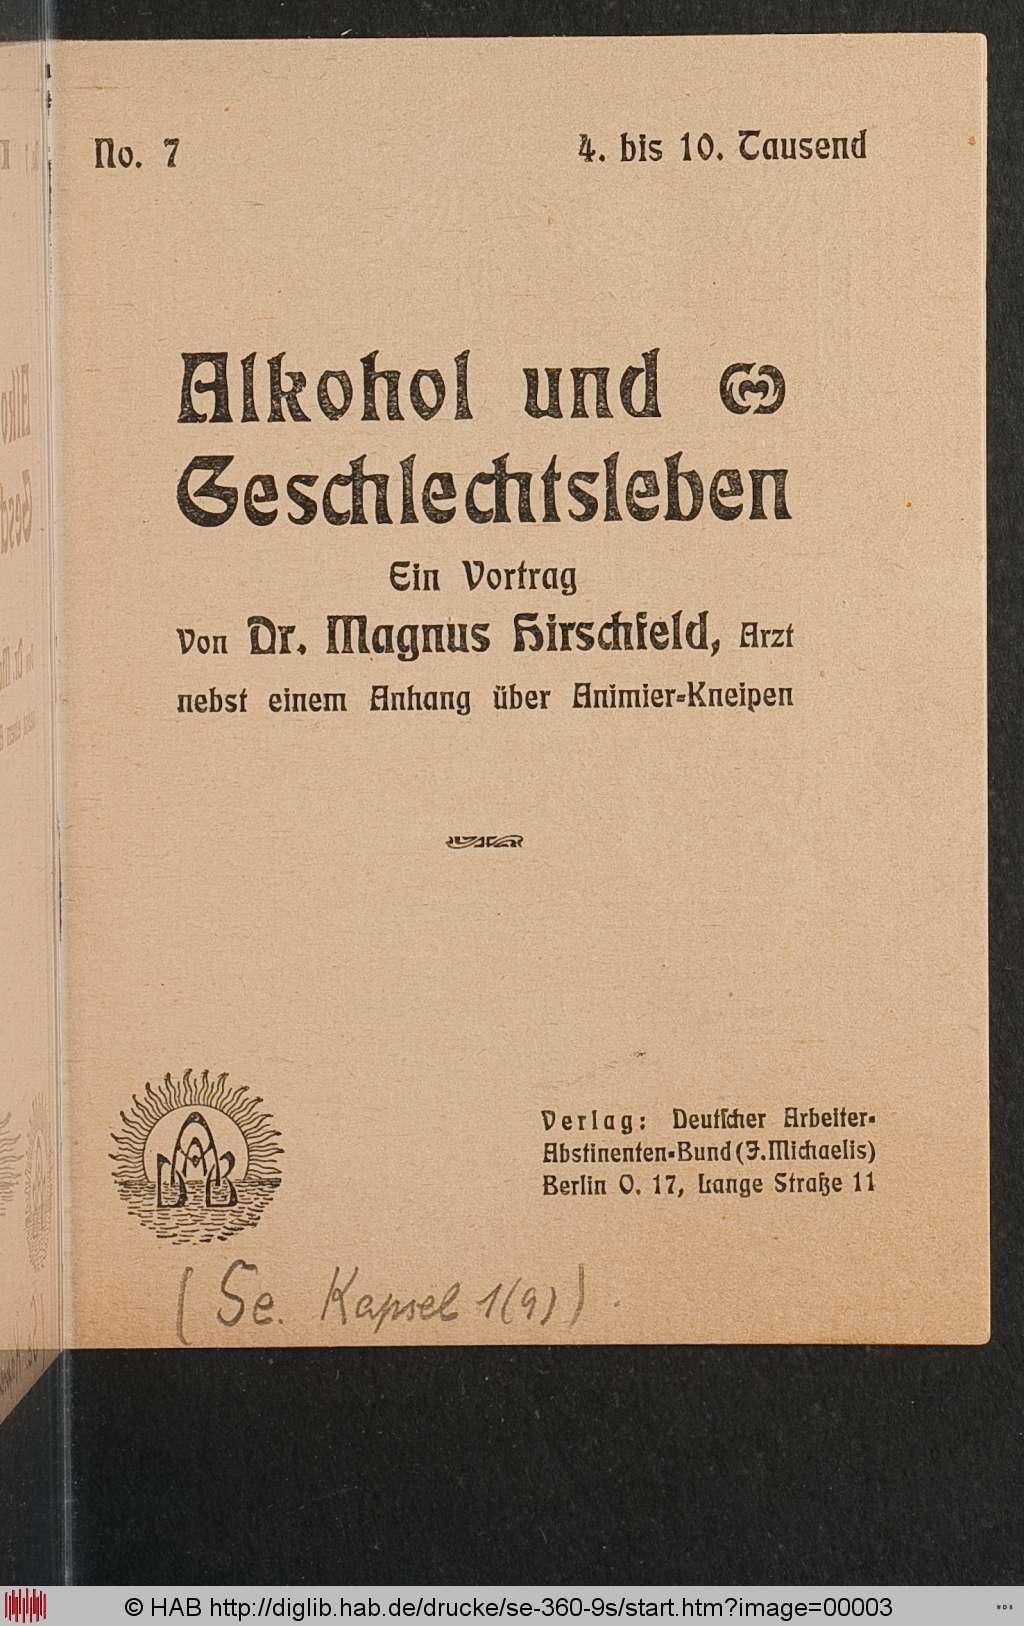 No. 7
4. bis 10. Tausend
Alkohol und
Geschlechtsleben
Ein Vortrag
von Dr. Magnus Hirschfeld, Arzt
nebst einem Anhang über Animier-Kneipen
DAAB
Verlag: Deutscher Arbeiter-
Abstinenten-Bund (J. Michaelis)
Berlin O. 17, Lange Straße 11
(Se. Kapsel 1(9)).
© HAB http://diglib.hab.de/drucke/se-360-9s/start.htm?image=00003